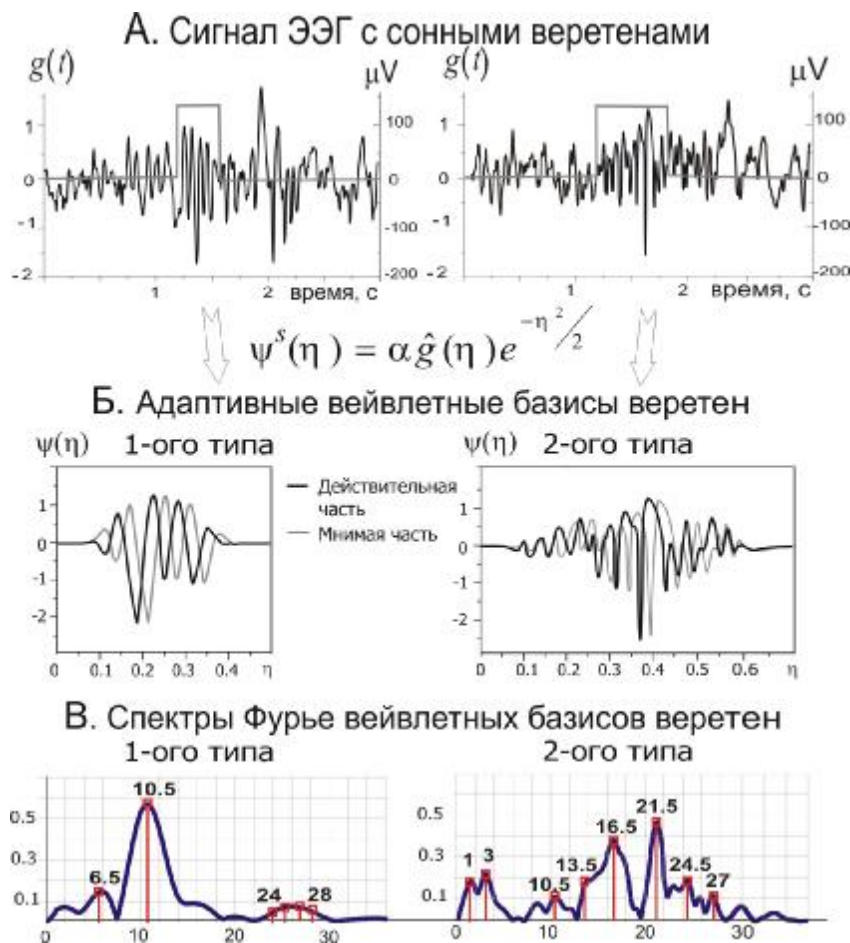 А. Сигнал ЭЭГ с сонными веретенами
g(t) μV g(t) μV
1 100 1 100
0 0 0 0
-1 -100 -1 -100
-2 -200 -2 -200
1 2 время, с 1 2 время, с
ψˢ(η) = αĝ(η)e^(-η²/2)
Б. Адаптивные вейвлетные базисы веретен
ψ(η) 1-ого типа ψ(η) 2-ого типа
Действительная часть
Мнимая часть
1 1
0 0
-1 -1
-2 -2
0 0.1 0.2 0.3 0.4 η 0 0.1 0.2 0.3 0.4 0.5 0.6 η
В. Спектры Фурье вейвлетных базисов веретен
1-ого типа 2-ого типа
10.5 21.5
0.5 0.5
16.5
0.3 1 3 13.5 24.5 0.3
6.5 24 28 10.5 27
0.1 0.1
0 10 20 30 0 10 20 30